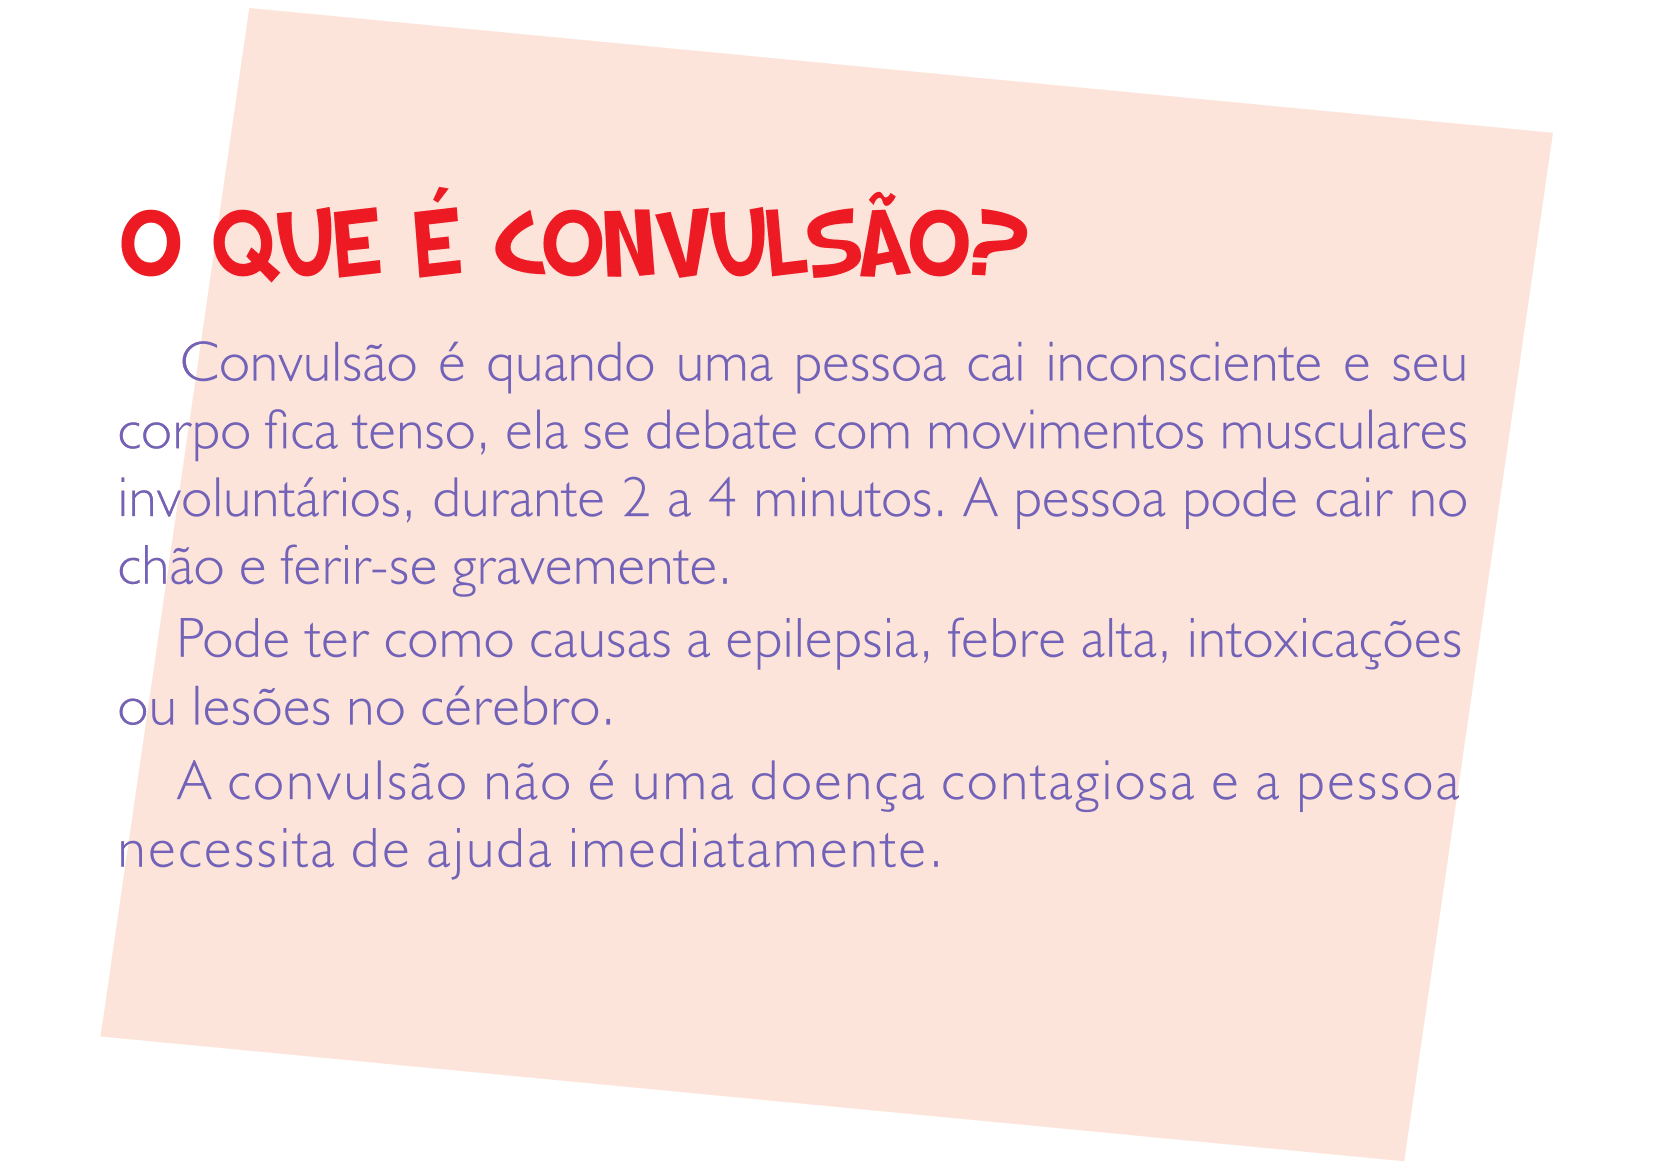 O QUE É CONVULSÃO?
Convulsão é quando uma pessoa cai inconsciente e seu
corpo fica tenso, ela se debate com movimentos musculares
involuntários, durante 2 a 4 minutos. A pessoa pode cair no
chão e ferir-se gravemente.
Pode ter como causas a epilepsia, febre alta, intoxicações
ou lesões no cérebro.
A convulsão não é uma doença contagiosa e a pessoa
necessita de ajuda imediatamente.